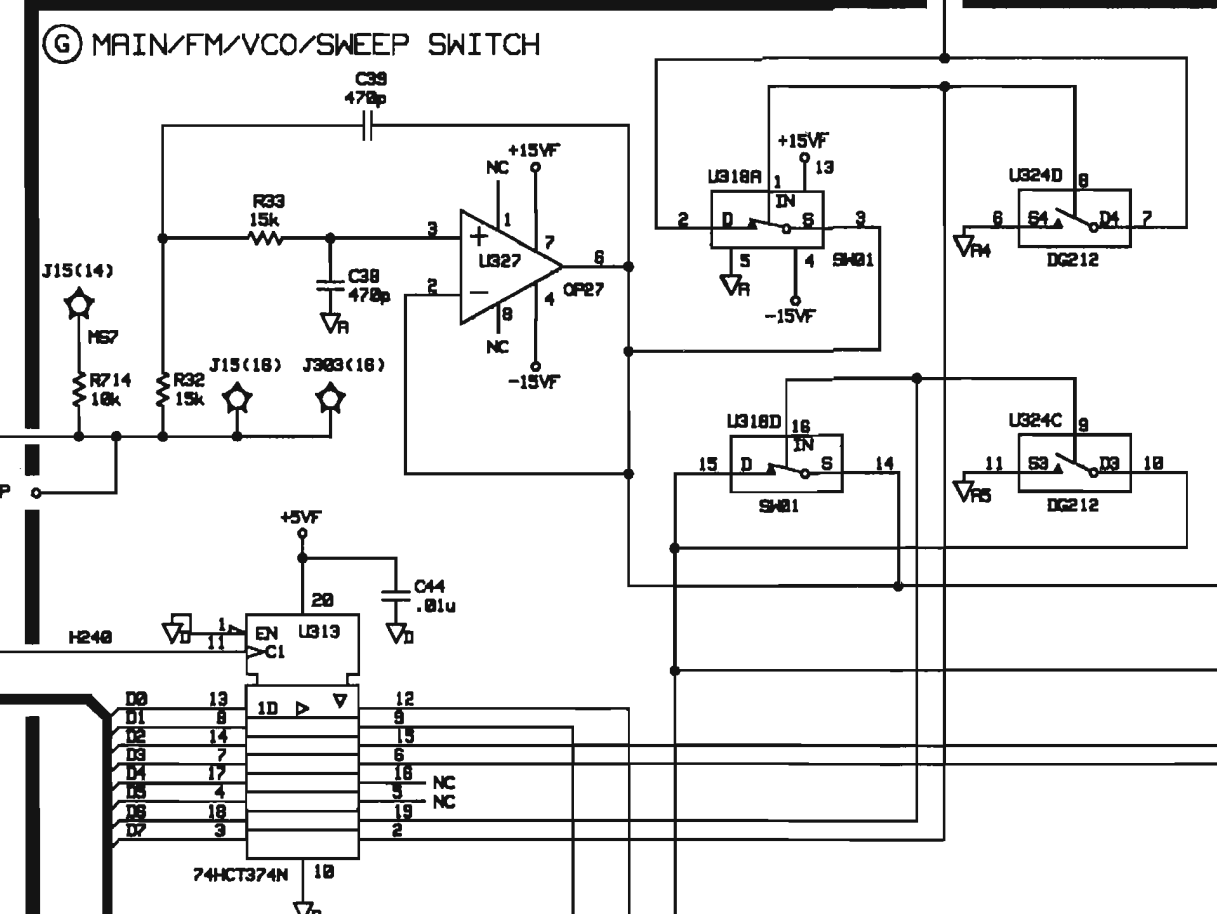 G MAIN/FM/VCO/SWEEP SWITCH
C39
470p
+15VF
NC
R33
15k
1
3
+
7
U327
6
J15(14)
C38
470p
2
−
4
OP27
A
8
M67
NC
J15(16) J303(16)
-15VF
R714
10k
R32
15k
P
+15VF
13
U318A
1
IN
2 D S 3
5 4 SW01
A
-15VF
U324D
8
6 S4 D4 7
A4
DG212
U318D
16
IN
15 D S 14
SW01
U324C
9
11 S3 D3 10
A5
DG212
+5VF
C44
.01u
20
D
D
1 EN U313
H240
11 C1
D0 13 1D 12
D1 8 9
D2 14 15
D3 7 6
D4 17 16 NC
D5 4 5 NC
D6 18 19
D7 3 2
74HCT374N 10